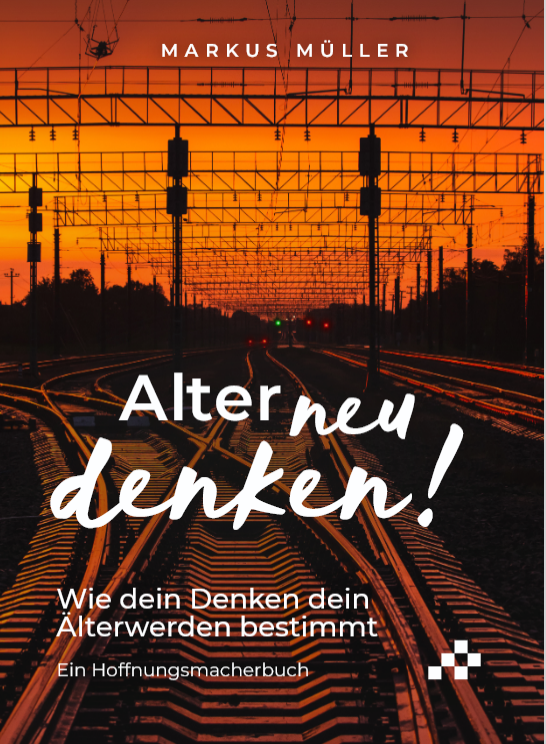 MARKUS MÜLLER
Alter neu
denken!
Wie dein Denken dein
Älterwerden bestimmt
Ein Hoffnungsmacherbuch